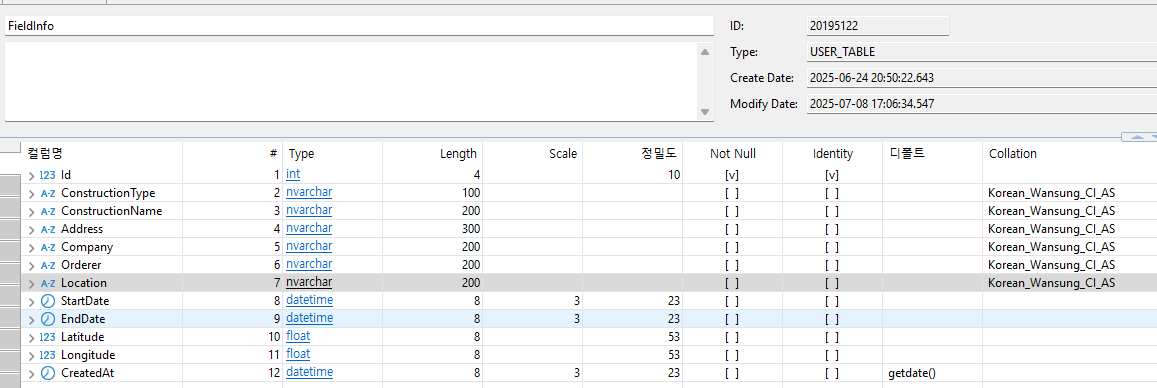 FieldInfo
ID: 20195122
Type: USER_TABLE
Create Date: 2025-06-24 20:50:22.643
Modify Date: 2025-07-08 17:06:34.547
컬럼명 # Type Length Scale 정밀도 Not Null Identity 디폴트 Collation
123 Id 1 int 4 10 [v] [v]
A-Z ConstructionType 2 nvarchar 100 [ ] [ ] Korean_Wansung_CI_AS
A-Z ConstructionName 3 nvarchar 200 [ ] [ ] Korean_Wansung_CI_AS
A-Z Address 4 nvarchar 300 [ ] [ ] Korean_Wansung_CI_AS
A-Z Company 5 nvarchar 200 [ ] [ ] Korean_Wansung_CI_AS
A-Z Orderer 6 nvarchar 200 [ ] [ ] Korean_Wansung_CI_AS
A-Z Location 7 nvarchar 200 [ ] [ ] Korean_Wansung_CI_AS
StartDate 8 datetime 8 3 23 [ ] [ ]
EndDate 9 datetime 8 3 23 [ ] [ ]
123 Latitude 10 float 8 53 [ ] [ ]
123 Longitude 11 float 8 53 [ ] [ ]
CreatedAt 12 datetime 8 3 23 [ ] [ ] getdate()